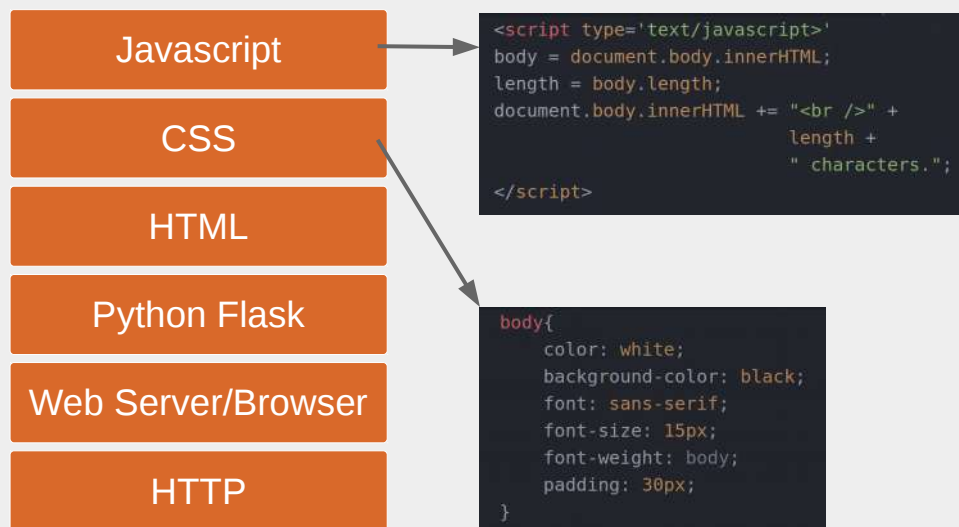 Javascript
CSS
HTML
Python Flask
Web Server/Browser
HTTP
<script type='text/javascript>'
body = document.body.innerHTML;
length = body.length;
document.body.innerHTML += "<br />" +
length +
" characters.";
</script>
body{
color: white;
background-color: black;
font: sans-serif;
font-size: 15px;
font-weight: body;
padding: 30px;
}